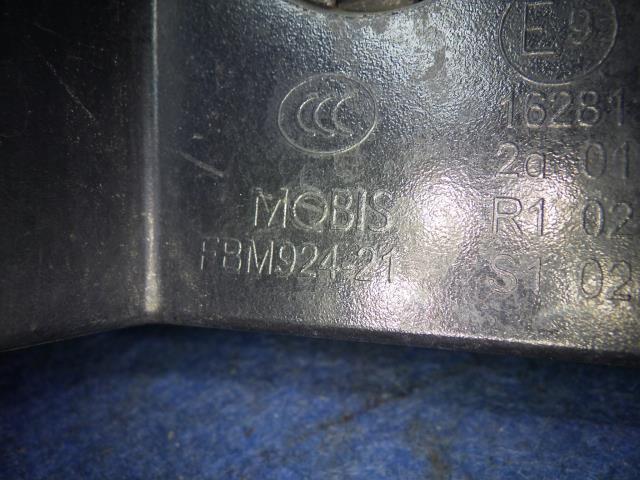 E9
CCC
16281
2a 01
MOBIS
R1 02
FBM924-21
S1 02